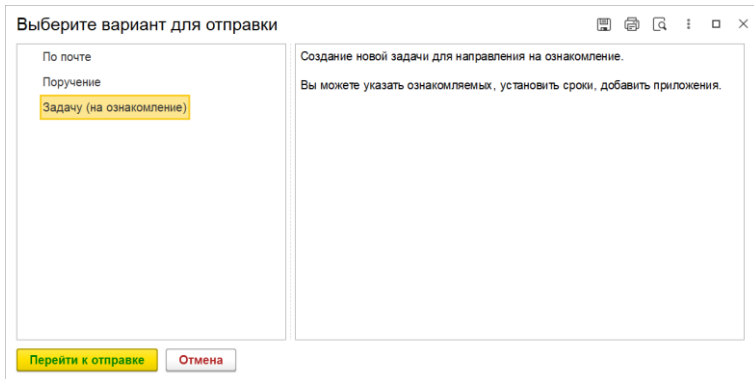 Выберите вариант для отправки
По почте
Поручение
Задачу (на ознакомление)
Создание новой задачи для направления на ознакомление.
Вы можете указать ознакомляемых, установить сроки, добавить приложения.
Перейти к отправке
Отмена